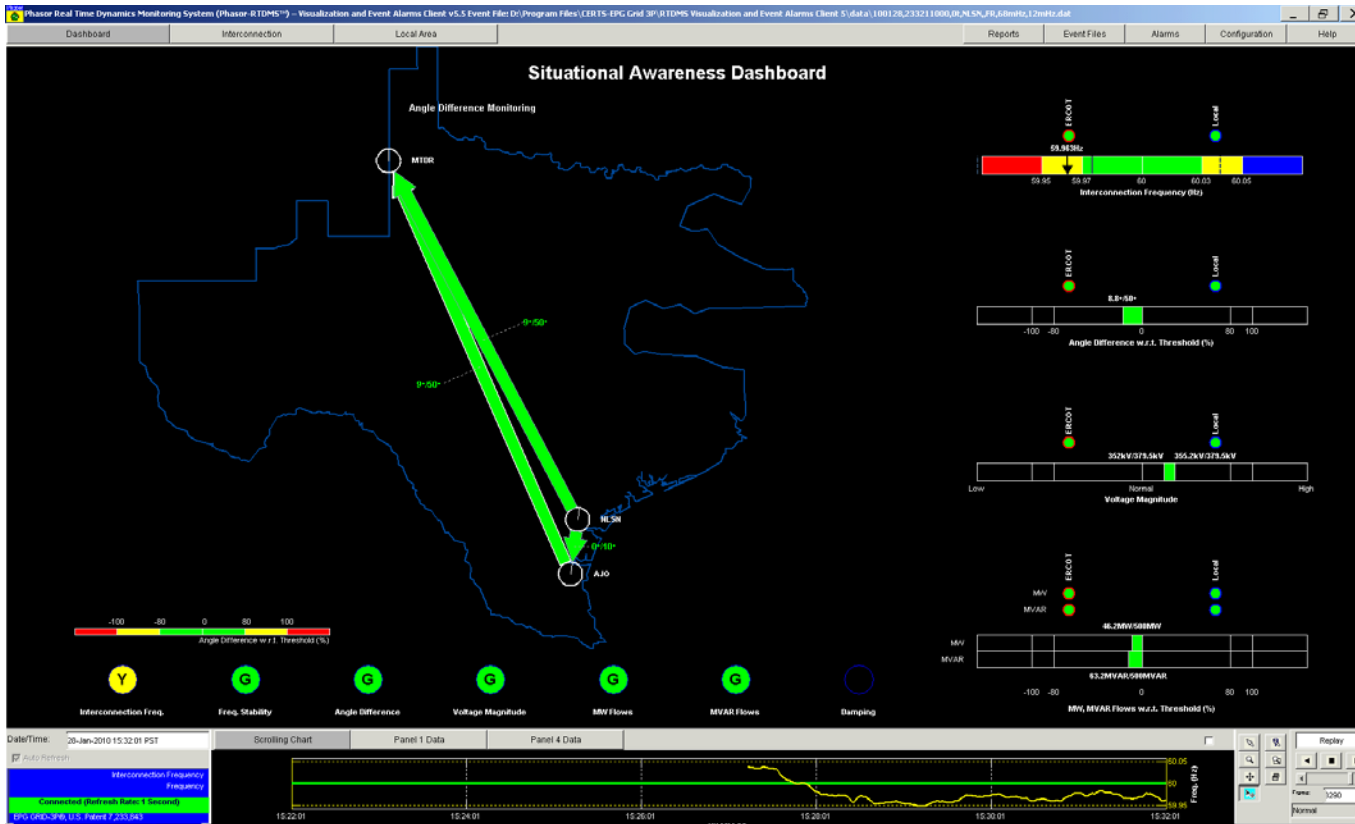 Phasor Real Time Dynamics Monitoring System (Phasor-RTDMS™) – Visualization and Event Alarms Client v5.5 Event File: D:\Program Files\CERTS-EPG Grid 3P\RTDMS Visualization and Event Alarms Client 5\data\100128,233211000,0t,NLSN,FR,68mHz,12mHz.dat
Dashboard Interconnection Local Area Reports Event Files Alarms Configuration Help
Situational Awareness Dashboard
Angle Difference Monitoring
MTDR
9°/50°
9°/50°
NLSN
0°/10°
AJO
-100 -80 0 80 100
Angle Difference w.r.t. Threshold (%)
ERCOT Local
59.963Hz
59.95 59.97 60 60.03 60.05
Interconnection Frequency (Hz)
ERCOT Local
8.8°/50°
-100 -80 0 80 100
Angle Difference w.r.t. Threshold (%)
ERCOT Local
352kV/379.5kV 355.2kV/379.5kV
Low Normal High
Voltage Magnitude
ERCOT Local
MW
MVAR
46.2MW/500MW
MW
MVAR
63.2MVAR/500MVAR
-100 -80 0 80 100
MW, MVAR Flows w.r.t. Threshold (%)
Y G G G G G
Interconnection Freq. Freq. Stability Angle Difference Voltage Magnitude MW Flows MVAR Flows Damping
Date/Time: 28-Jan-2010 15:32:01 PST
Auto Refresh
Interconnection Frequency
Frequency
Connected (Refresh Rate: 1 Second)
EPG GRID-3P®, U.S. Patent 7,233,843
Scrolling Chart Panel 1 Data Panel 4 Data
60.05
60
59.95
Freq. (Hz)
15:22:01 15:24:01 15:26:01 15:28:01 15:30:01 15:32:01
Replay
Frame: 3290
Normal